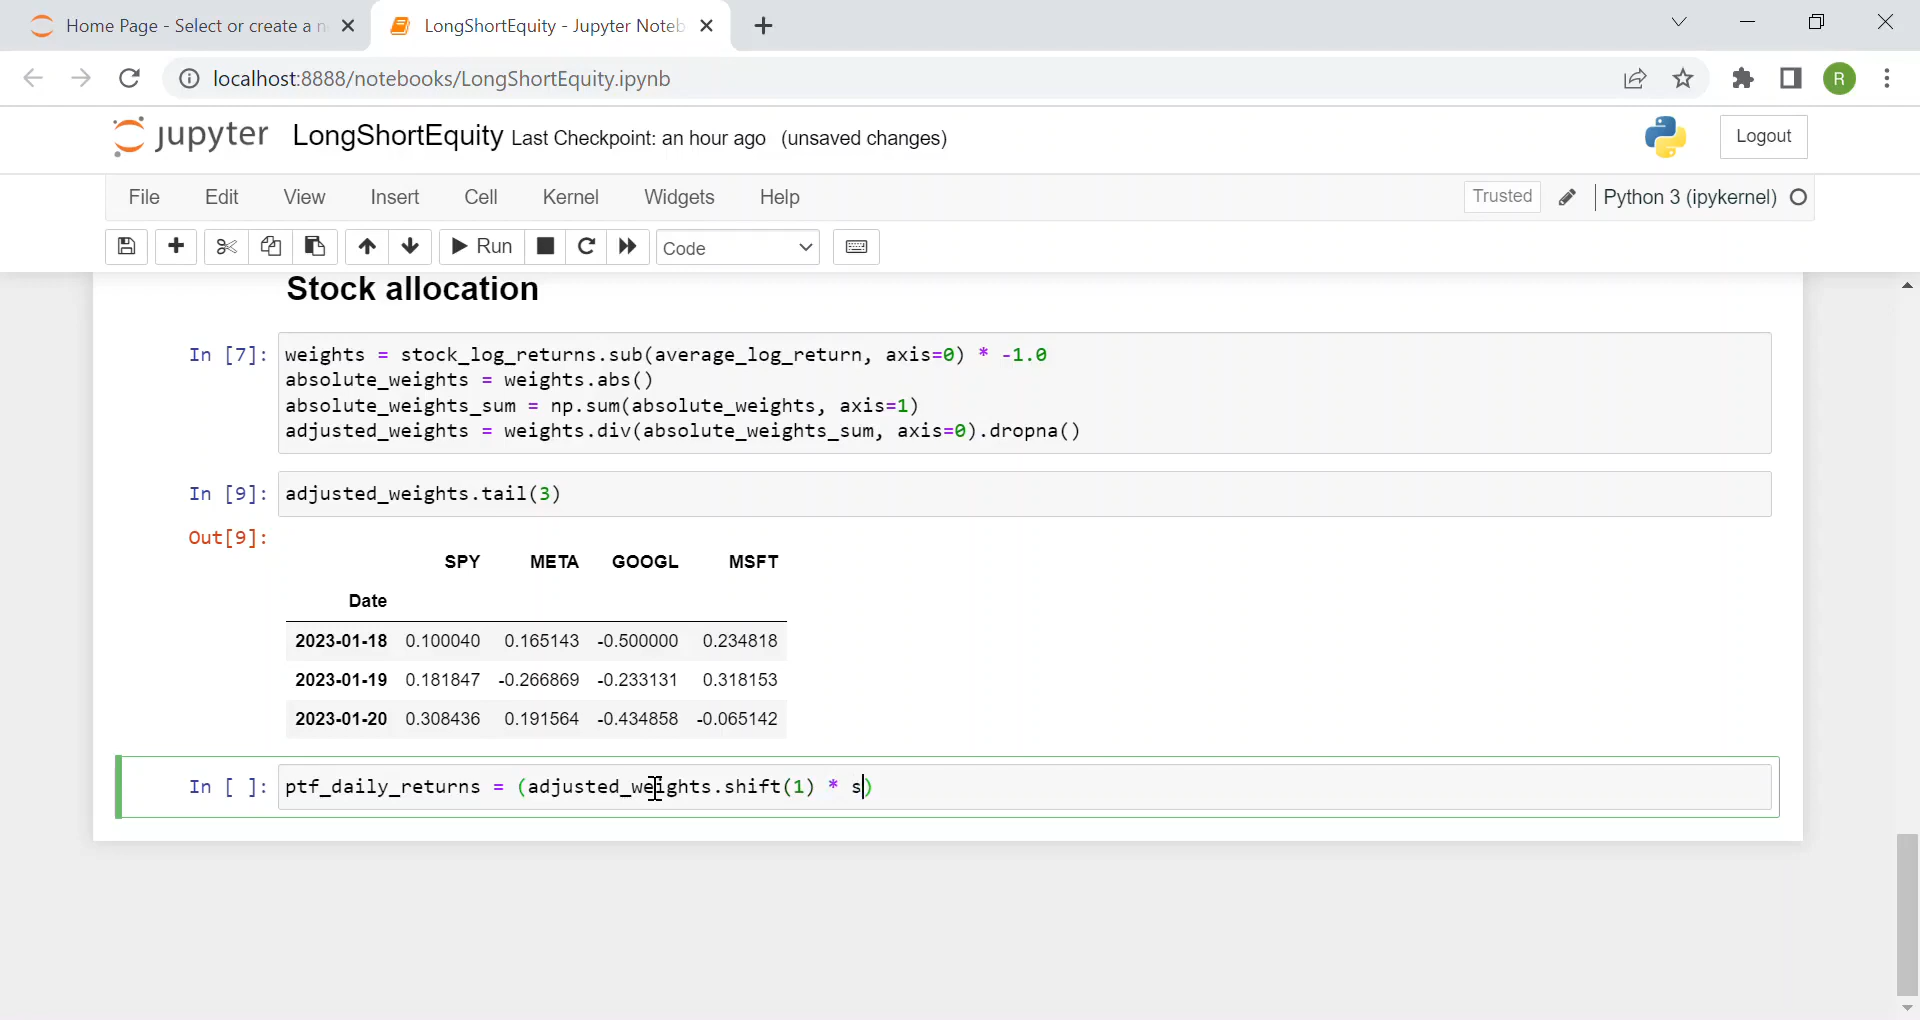 Home Page - Select or create a n
LongShortEquity - Jupyter Noteb
localhost:8888/notebooks/LongShortEquity.ipynb
R
jupyter LongShortEquity Last Checkpoint: an hour ago (unsaved changes)
Logout
File Edit View Insert Cell Kernel Widgets Help
Trusted
Python 3 (ipykernel)
Run
Code
Stock allocation
In [7]: weights = stock_log_returns.sub(average_log_return, axis=0) * -1.0
absolute_weights = weights.abs()
absolute_weights_sum = np.sum(absolute_weights, axis=1)
adjusted_weights = weights.div(absolute_weights_sum, axis=0).dropna()
In [9]: adjusted_weights.tail(3)
Out[9]:
SPY META GOOGL MSFT
Date
2023-01-18 0.100040 0.165143 -0.500000 0.234818
2023-01-19 0.181847 -0.266869 -0.233131 0.318153
2023-01-20 0.308436 0.191564 -0.434858 -0.065142
In [ ]: ptf_daily_returns = (adjusted_weights.shift(1) * s)